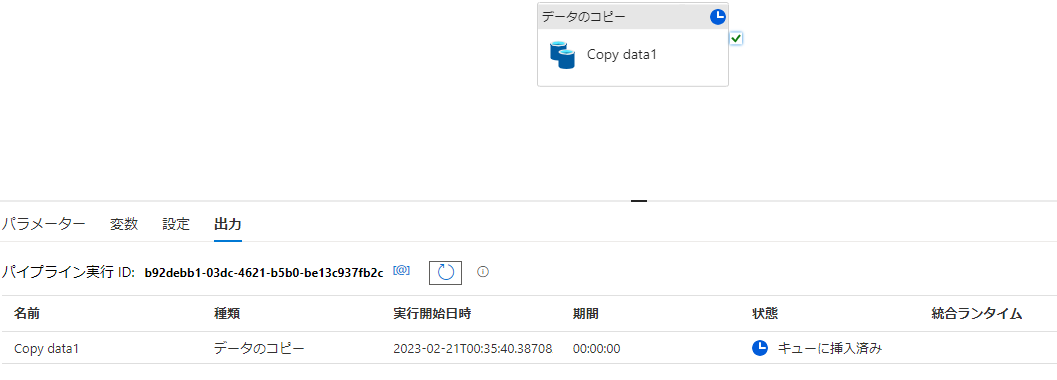 データのコピー
Copy data1
パラメーター 変数 設定 出力
パイプライン実行 ID: b92debb1-03dc-4621-b5b0-be13c937fb2c [@]
名前 種類 実行開始日時 期間 状態 統合ランタイム
Copy data1 データのコピー 2023-02-21T00:35:40.38708 00:00:00 キューに挿入済み